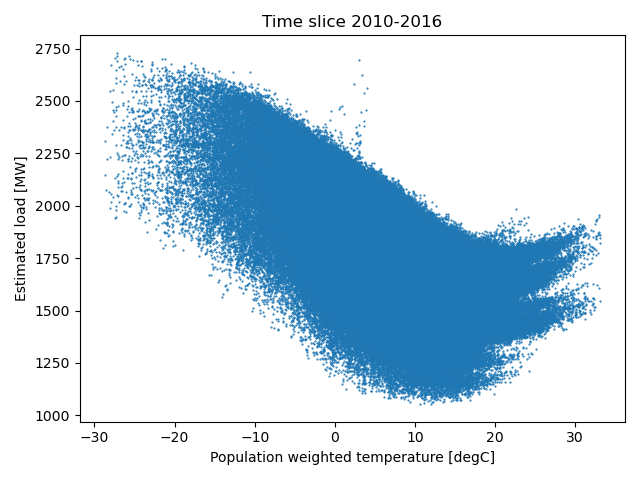 Time slice 2010-2016
2750
2500
2250
2000
1750
1500
1250
1000
Estimated load [MW]
−30 −20 −10 0 10 20 30
Population weighted temperature [degC]